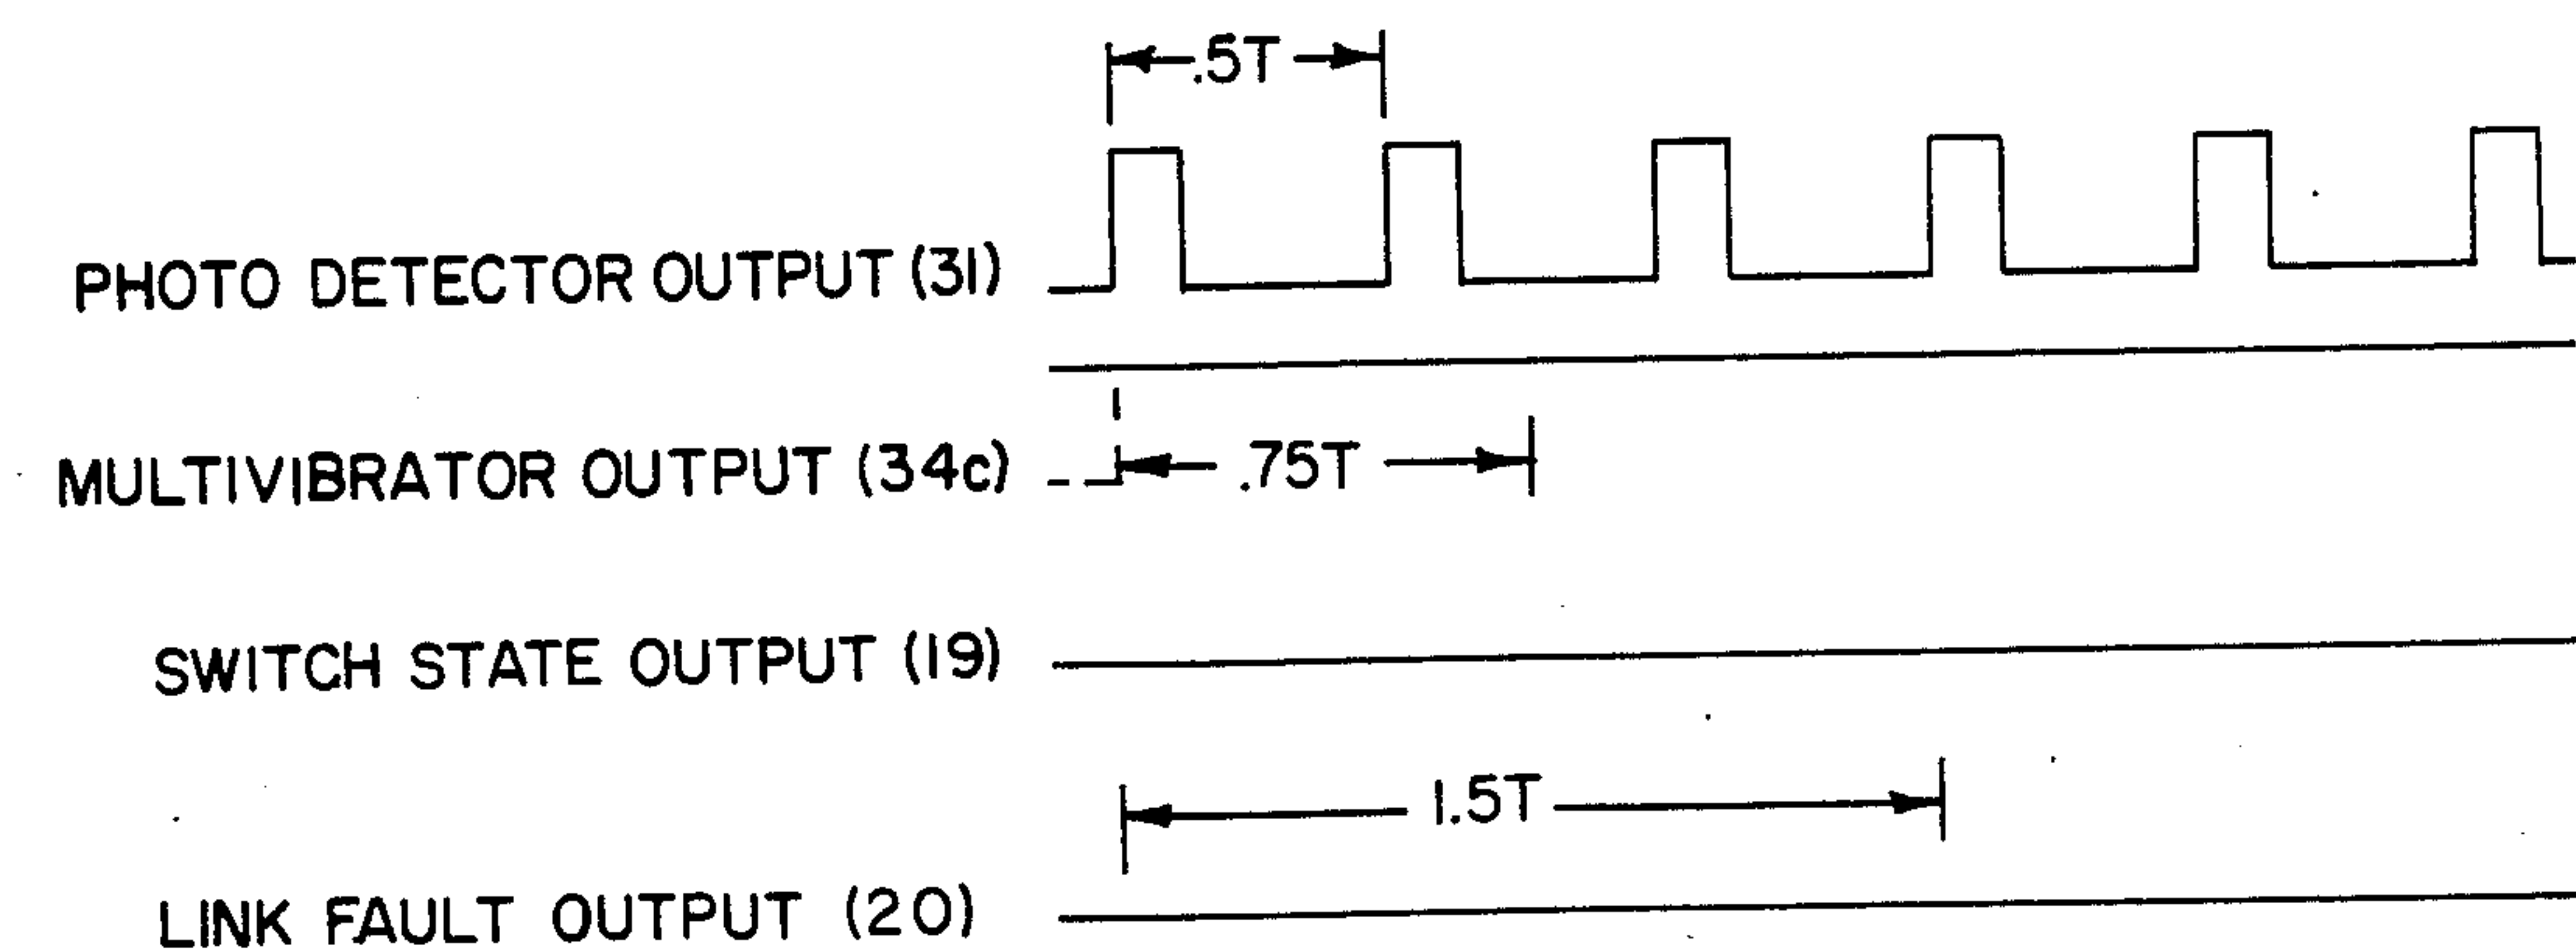 .5T
PHOTO DETECTOR OUTPUT (31)
MULTIVIBRATOR OUTPUT (34c)
.75T
SWITCH STATE OUTPUT (19)
1.5T
LINK FAULT OUTPUT (20)